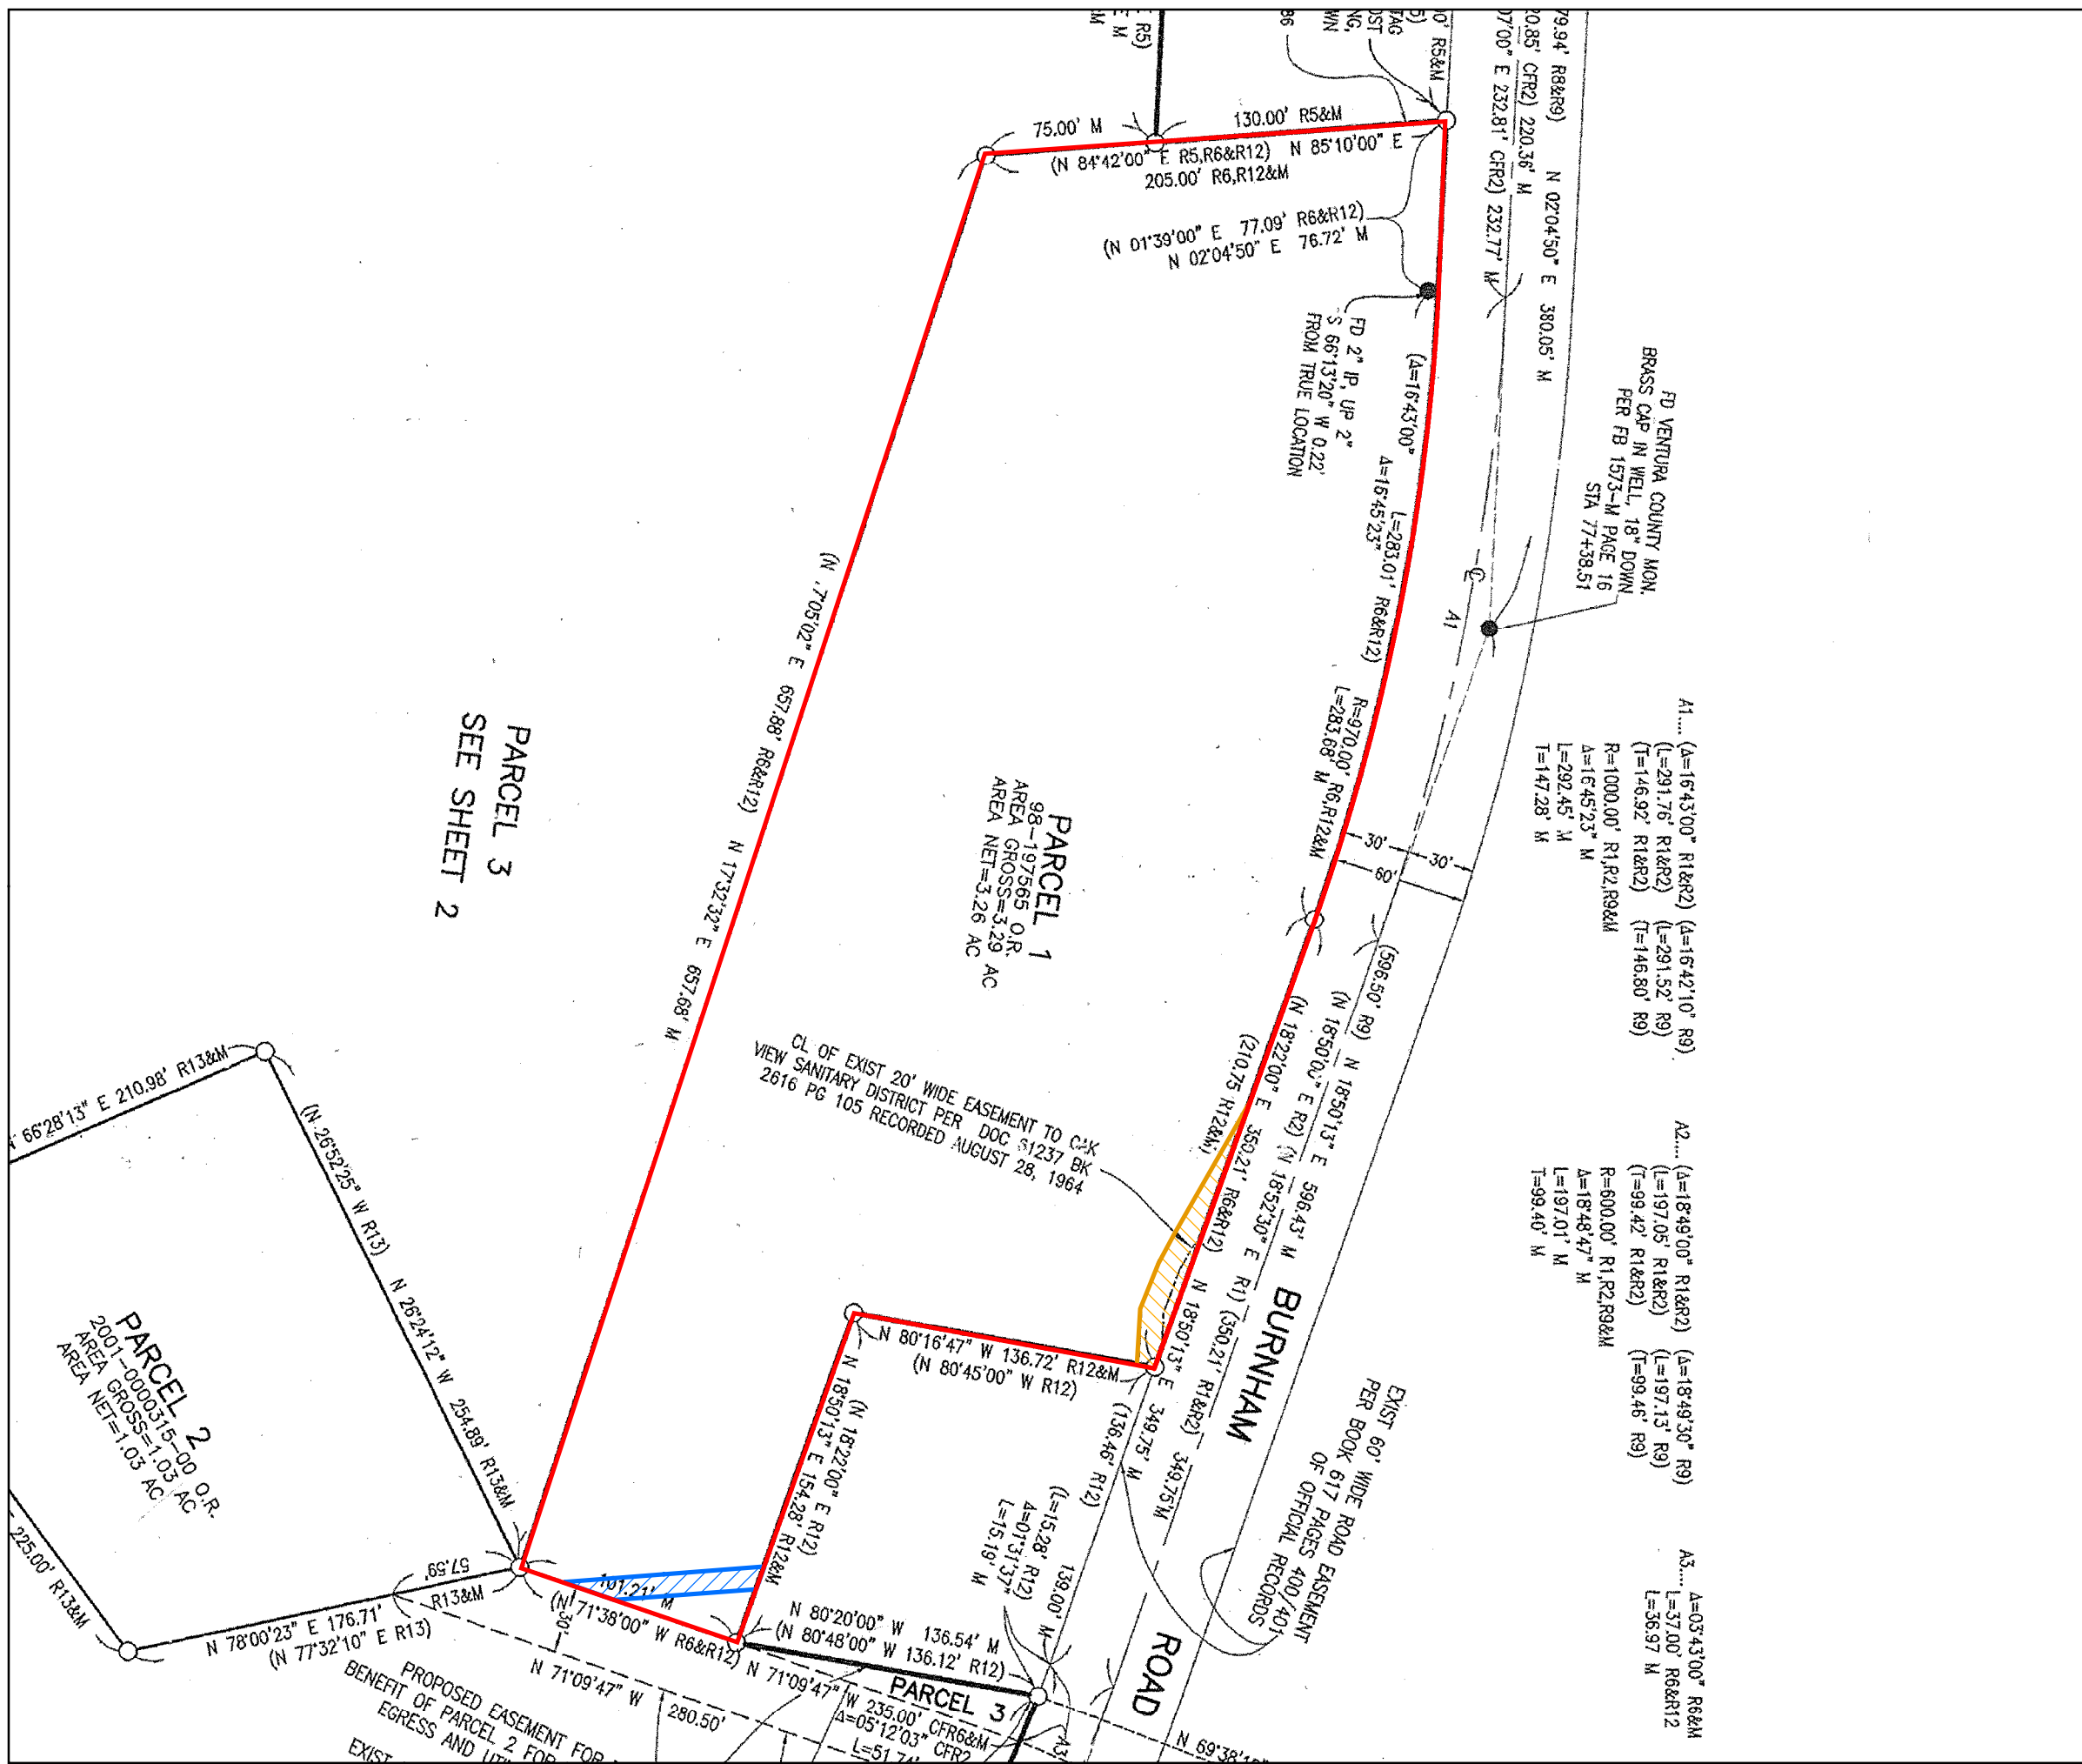 79.94' R8&R9)
N 02°04'50" E 380.05' M
0.85' CFR2) 220.36' M
07'00" E 232.81' CFR2) 232.77' M
R5&M
R5)
75.00' M
130.00' R5&M
(N 84°42'00" E R5,R6&R12) N 85°10'00" E
205.00' R6,R12&M
(N 01°39'00" E 77.09' R6&R12)
N 02°04'50" E 76.72' M
FD 2" IP, UP 2"
S 66°13'20" W 0.22'
FROM TRUE LOCATION
FD VENTURA COUNTY MON.
BRASS CAP IN WELL, 18" DOWN
PER FB 1573-M PAGE 16
STA 77+38.51
(Δ=16°43'00" L=283.01' R6&R12)
Δ=16°45'23"
R=970.00' R6,R12&M
L=283.68' M
A1
30'
30'
60'
A1.... (Δ=16°43'00" R1&R2) (Δ=16°42'10" R9)
(L=291.76' R1&R2) (L=291.52' R9)
(T=146.92' R1&R2) (T=146.80' R9)
R=1000.00' R1,R2,R9&M
Δ=16°45'23" M
L=292.45' M
T=147.28' M
A2.... (Δ=18°49'00" R1&R2) (Δ=18°49'30" R9)
(L=197.05' R1&R2) (L=197.13' R9)
(T=99.42' R1&R2) (T=99.46' R9)
R=600.00' R1,R2,R9&M
Δ=18°48'47" M
L=197.01' M
T=99.40' M
A3.... Δ=03°43'00" R6&M
L=37.00' R6&R12
L=36.97 M
E 657.88' R6&R12) N 17°32'32" E 657.68' M
PARCEL 3
SEE SHEET 2
PARCEL 1
98-197565 O.R.
AREA GROSS=3.29 AC
AREA NET=3.26 AC
CL OF EXIST 20' WIDE EASEMENT TO OAK
VIEW SANITARY DISTRICT PER DOC 61237 BK
2616 PG 105 RECORDED AUGUST 28, 1964
(596.50' R9) N 18°50'13" E 596.43' M
(N 18°50'00" E R2) (N 18°52'30" E R1) (350.21' R1&R2) 349.75' M
(N 18°22'00" E 350.21' R6&R12) N 18°50'13" E 349.75' M
(210.75 R12&M)
(136.46' R12)
139.00' M
BURNHAM
ROAD
N 80°16'47" W 136.72' R12&M
(N 80°45'00" W R12)
(N 18°22'00" E R12)
N 18°50'13" E 154.28' R12&M
EXIST 60' WIDE ROAD EASEMENT
PER BOOK 617 PAGES 400/401
OF OFFICIAL RECORDS
(L=15.28' R12)
Δ=01°31'37"
L=15.19' M
N 80°20'00" W 136.54' M
(N 80°48'00" W 136.12' R12)
PARCEL 3
101.21' M
(N 71°38'00" W R6&R12) N 71°09'47" W 235.00' CFR6&M
Δ=05°12'03" CFR2
L=51.74'
A3
30'
N 71°09'47" W 280.50'
66°28'13" E 210.98' R13&M
(N 26°52'25" W R13) N 26°24'12" W 254.89' R13&M
PARCEL 2
2001-0000315-00 O.R.
AREA GROSS=1.03 AC
AREA NET=1.03 AC
225.00' R13&M
57.59'
R13&M
N 78°00'23" E 176.71'
(N 77°32'10" E R13)
PROPOSED EASEMENT FOR
BENEFIT OF PARCEL 2 FOR
EGRESS AND
EXIST